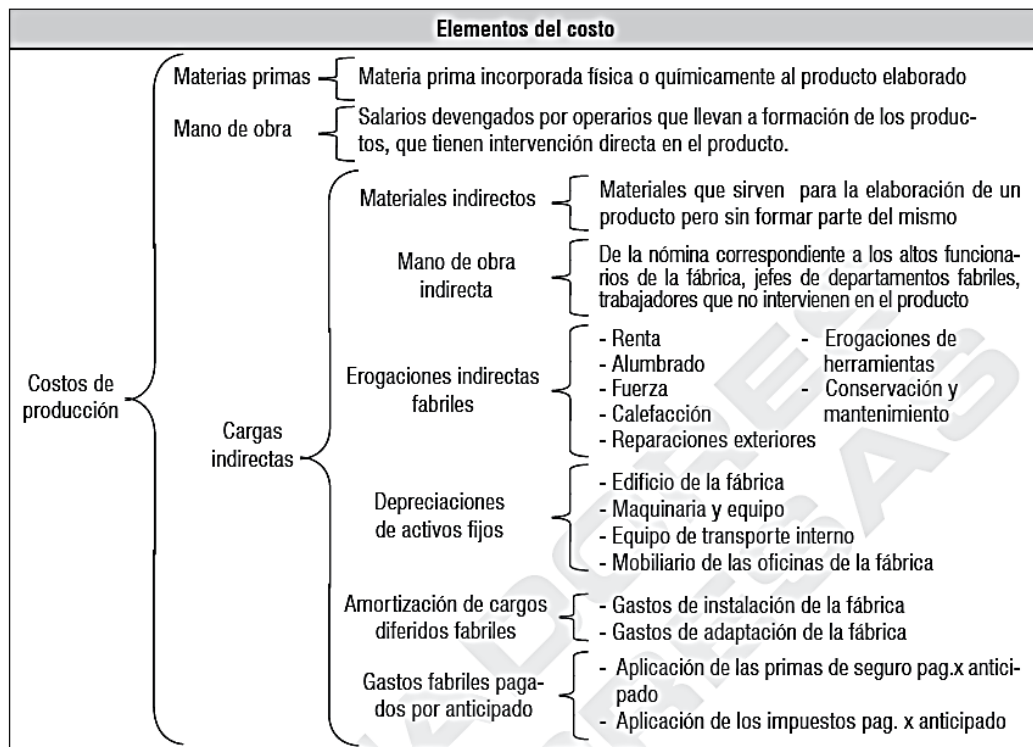 Elementos del costo
Costos de
producción
Materias primas
Materia prima incorporada física o químicamente al producto elaborado
Mano de obra
Salarios devengados por operarios que llevan a formación de los produc-
tos, que tienen intervención directa en el producto.
Cargas
indirectas
Materiales indirectos
Materiales que sirven para la elaboración de un
producto pero sin formar parte del mismo
Mano de obra
indirecta
De la nómina correspondiente a los altos funciona-
rios de la fábrica, jefes de departamentos fabriles,
trabajadores que no intervienen en el producto
Erogaciones indirectas
fabriles
- Renta
- Alumbrado
- Fuerza
- Calefacción
- Reparaciones exteriores
- Erogaciones de
herramientas
- Conservación y
mantenimiento
Depreciaciones
de activos fijos
- Edificio de la fábrica
- Maquinaria y equipo
- Equipo de transporte interno
- Mobiliario de las oficinas de la fábrica
Amortización de cargos
diferidos fabriles
- Gastos de instalación de la fábrica
- Gastos de adaptación de la fábrica
Gastos fabriles paga-
dos por anticipado
- Aplicación de las primas de seguro pag.x antici-
pado
- Aplicación de los impuestos pag. x anticipado